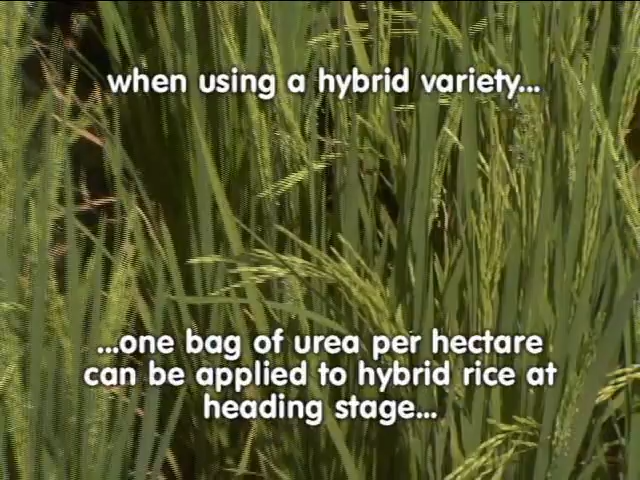 when using a hybrid variety...
...one bag of urea per hectare
can be applied to hybrid rice at
heading stage...